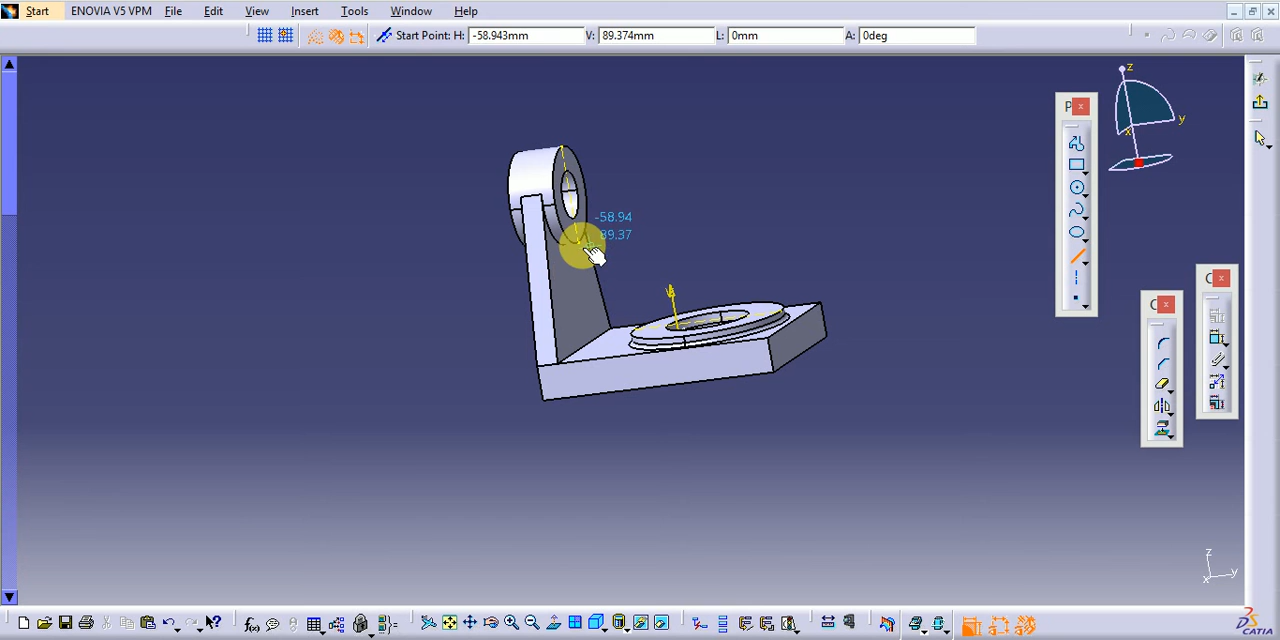 Start ENOVIA V5 VPM File Edit View Insert Tools Window Help
Start Point: H: -58.943mm V: 89.374mm L: 0mm A: 0deg
z
y
x
P
-58.94
89.37
C
C
z
x y
f(x)
CATIA